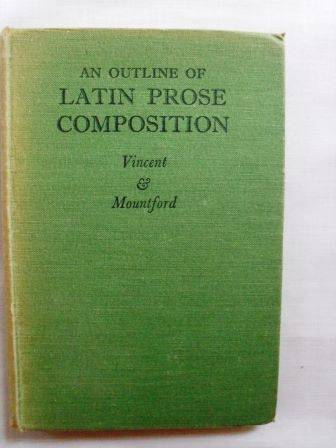 AN OUTLINE OF
LATIN PROSE
COMPOSITION
Vincent
&
Mountford